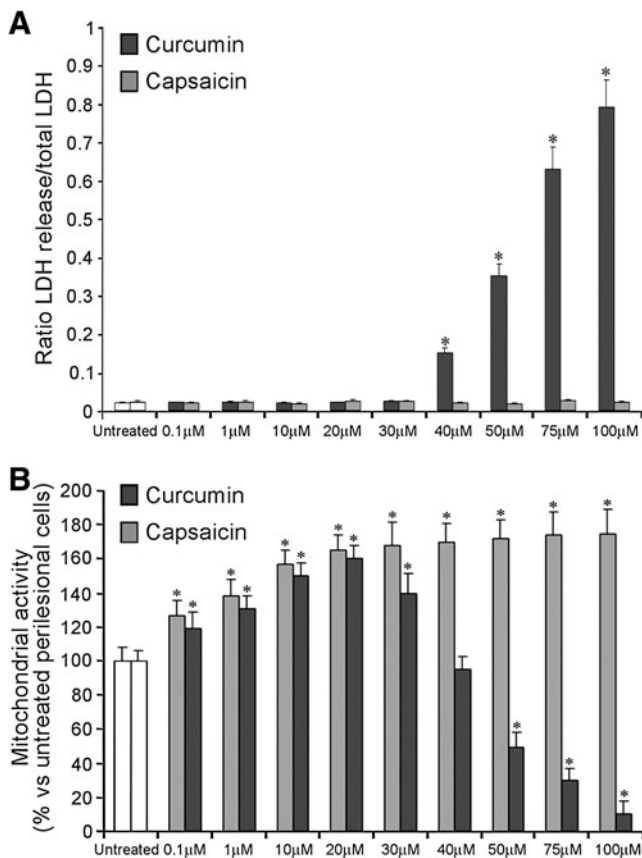 A
Curcumin
Capsaicin
Ratio LDH release/total LDH
1
0.9
0.8
0.7
0.6
0.5
0.4
0.3
0.2
0.1
0
* * * *
Untreated 0.1µM 1µM 10µM 20µM 30µM 40µM 50µM 75µM 100µM
B
Curcumin
Capsaicin
Mitochondrial activity
(% vs untreated perilesional cells)
200
180
160
140
120
100
80
60
40
20
0
* * * * * * * * * * * * * * * * *
Untreated 0.1µM 1µM 10µM 20µM 30µM 40µM 50µM 75µM 100µM